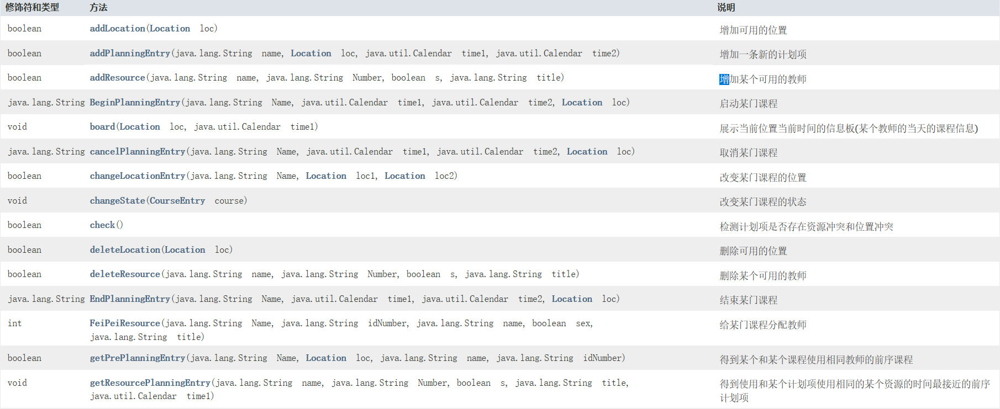 修饰符和类型 方法 说明
boolean addLocation(Location loc) 增加可用的位置
boolean addPlanningEntry(java.lang.String name, Location loc, java.util.Calendar time1, java.util.Calendar time2) 增加一条新的计划项
boolean addResource(java.lang.String name, java.lang.String Number, boolean s, java.lang.String title) 增加某个可用的教师
java.lang.String BeginPlanningEntry(java.lang.String Name, java.util.Calendar time1, java.util.Calendar time2, Location loc) 启动某门课程
void board(Location loc, java.util.Calendar time1) 展示当前位置当前时间的信息板(某个教师的当天的课程信息)
java.lang.String cancelPlanningEntry(java.lang.String Name, java.util.Calendar time1, java.util.Calendar time2, Location loc) 取消某门课程
boolean changeLocationEntry(java.lang.String Name, Location loc1, Location loc2) 改变某门课程的位置
void changeState(CourseEntry course) 改变某门课程的状态
boolean check() 检测计划项是否存在资源冲突和位置冲突
boolean deleteLocation(Location loc) 删除可用的位置
boolean deleteResource(java.lang.String name, java.lang.String Number, boolean s, java.lang.String title) 删除某个可用的教师
java.lang.String EndPlanningEntry(java.lang.String Name, java.util.Calendar time1, java.util.Calendar time2, Location loc) 结束某门课程
int FeiPeiResource(java.lang.String Name, java.lang.String idNumber, java.lang.String name, boolean sex, 给某门课程分配教师
java.lang.String title)
boolean getPrePlanningEntry(java.lang.String Name, Location loc, java.lang.String name, java.lang.String idNumber) 得到某个和某个课程使用相同教师的前序课程
void getResourcePlanningEntry(java.lang.String name, java.lang.String Number, boolean s, java.lang.String title, 得到使用和某个计划项使用相同的某个资源的时间最接近的前序
java.util.Calendar time1) 计划项